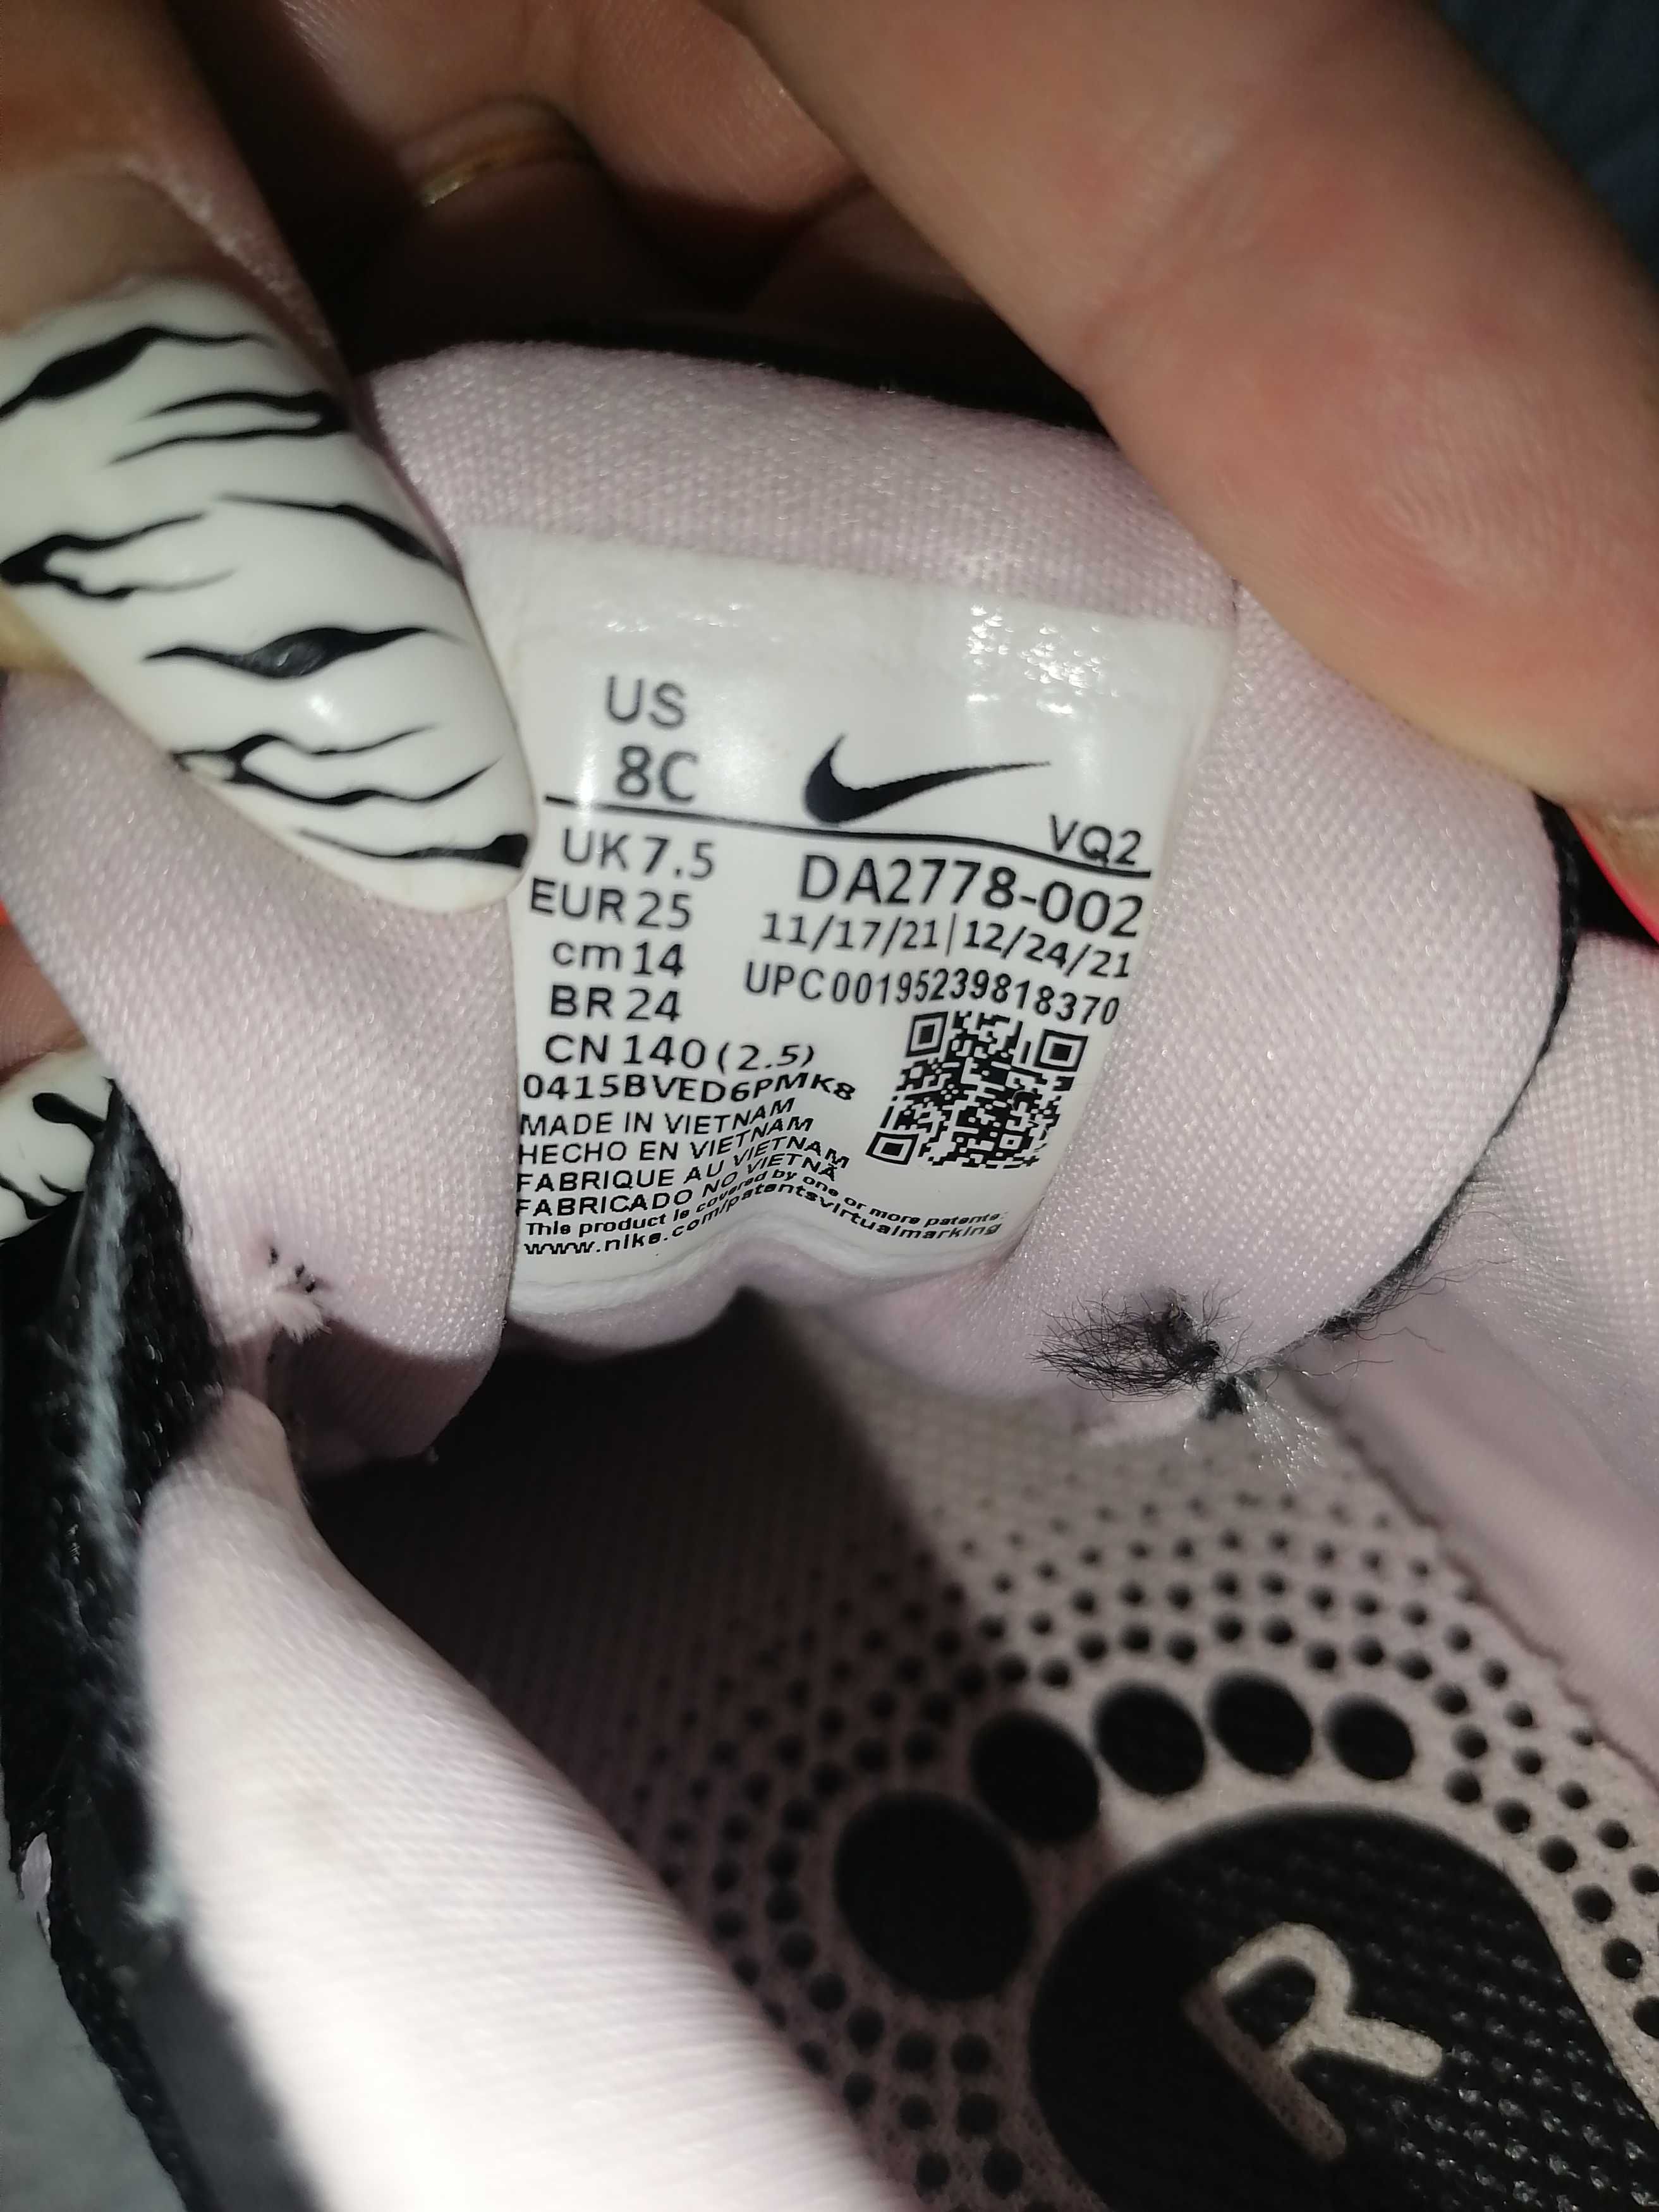 US
8C
VQ2
UK 7.5
DA2778-002
EUR 25
11/17/21|12/24/21
cm 14
UPC00195239818370
BR 24
CN 140 (2.5)
0415BVED6PMK8
MADE IN VIETNAM
HECHO EN VIETNAM
FABRIQUE AU VIETNAM
FABRICADO NO VIETNÃ
This product is covered by one or more patents:
www.nike.com/patentsvirtualmarking
R